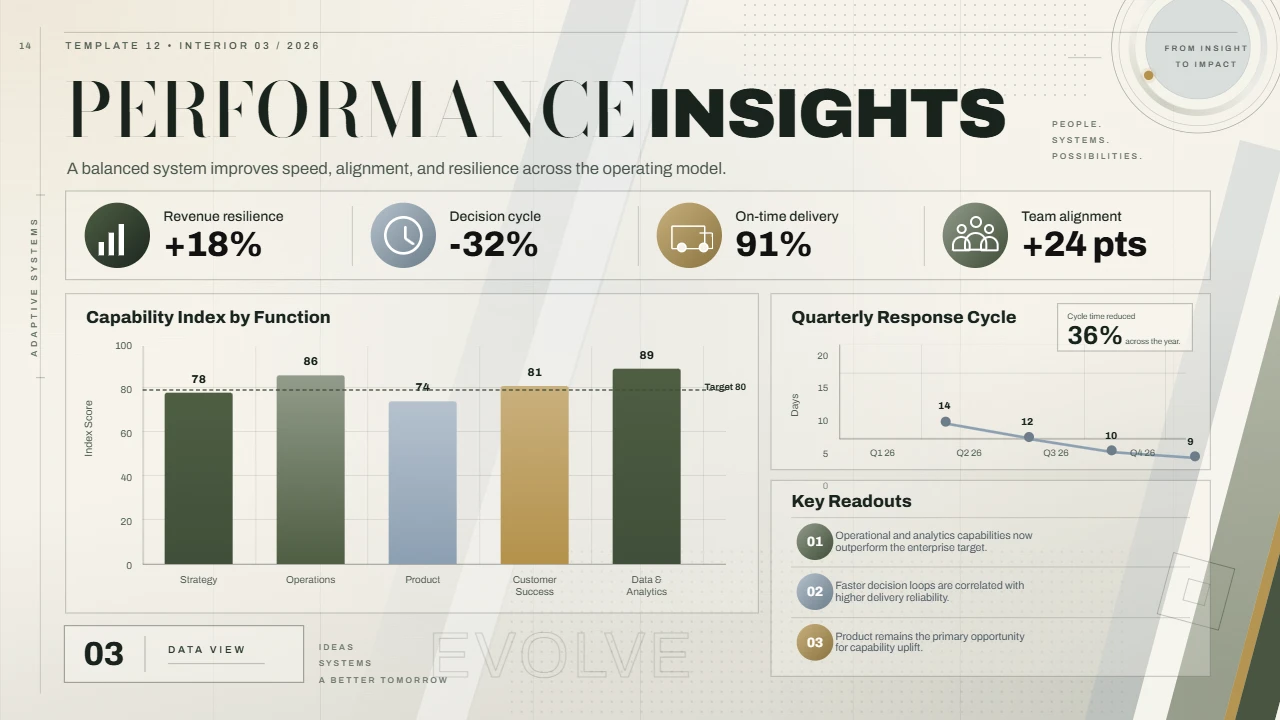 14
TEMPLATE 12 • INTERIOR 03 / 2026
FROM INSIGHT
TO IMPACT
PERFORMANCE INSIGHTS
PEOPLE.
SYSTEMS.
POSSIBILITIES.
A balanced system improves speed, alignment, and resilience across the operating model.
ADAPTIVE SYSTEMS
Revenue resilience
+18%
Decision cycle
-32%
On-time delivery
91%
Team alignment
+24 pts
Capability Index by Function
100
80
60
40
20
0
Index Score
78
86
74
81
89
Target 80
Strategy
Operations
Product
Customer
Success
Data &
Analytics
Quarterly Response Cycle
Cycle time reduced
36% across the year.
20
15
10
5
0
Days
14
12
10
9
Q1 26
Q2 26
Q3 26
Q4 26
Key Readouts
01
Operational and analytics capabilities now
outperform the enterprise target.
02
Faster decision loops are correlated with
higher delivery reliability.
03
Product remains the primary opportunity
for capability uplift.
03
DATA VIEW
IDEAS
SYSTEMS
A BETTER TOMORROW
EVOLVE